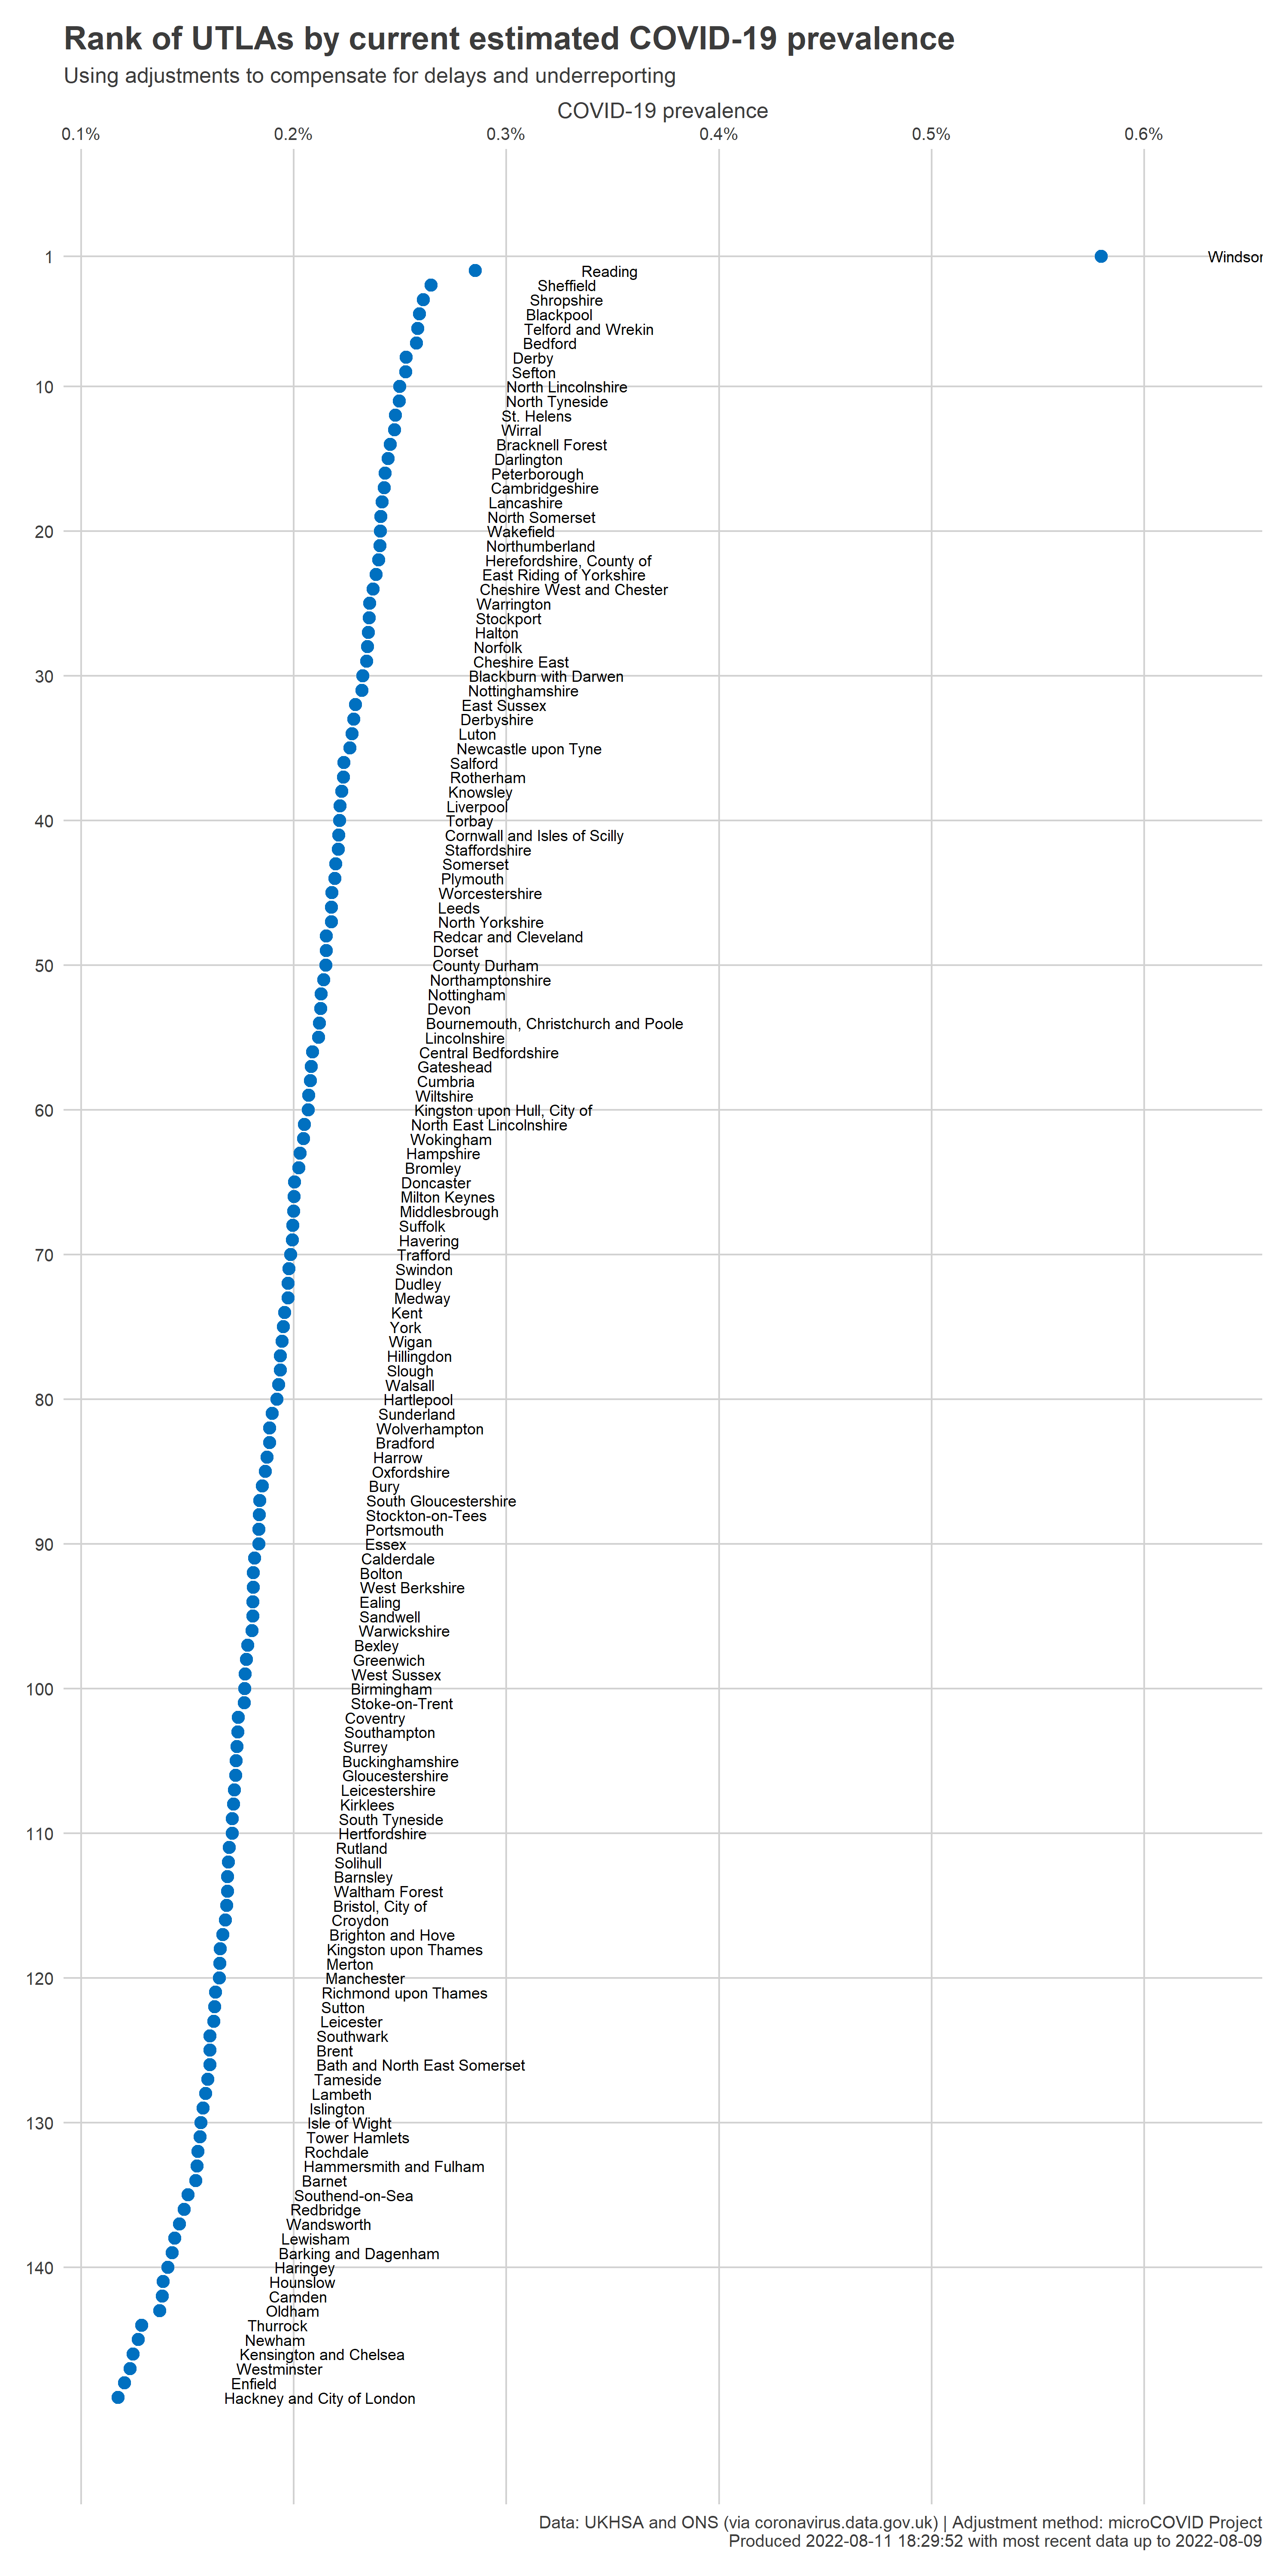 Rank of UTLAs by current estimated COVID-19 prevalence
Using adjustments to compensate for delays and underreporting
COVID-19 prevalence
0.1% 0.2% 0.3% 0.4% 0.5% 0.6%
1 Windsor
Reading
Sheffield
Shropshire
Blackpool
Telford and Wrekin
Bedford
Derby
Sefton
10 North Lincolnshire
North Tyneside
St. Helens
Wirral
Bracknell Forest
Darlington
Peterborough
Cambridgeshire
Lancashire
North Somerset
20 Wakefield
Northumberland
Herefordshire, County of
East Riding of Yorkshire
Cheshire West and Chester
Warrington
Stockport
Halton
Norfolk
Cheshire East
30 Blackburn with Darwen
Nottinghamshire
East Sussex
Derbyshire
Luton
Newcastle upon Tyne
Salford
Rotherham
Knowsley
Liverpool
40 Torbay
Cornwall and Isles of Scilly
Staffordshire
Somerset
Plymouth
Worcestershire
Leeds
North Yorkshire
Redcar and Cleveland
Dorset
50 County Durham
Northamptonshire
Nottingham
Devon
Bournemouth, Christchurch and Poole
Lincolnshire
Central Bedfordshire
Gateshead
Cumbria
Wiltshire
60 Kingston upon Hull, City of
North East Lincolnshire
Wokingham
Hampshire
Bromley
Doncaster
Milton Keynes
Middlesbrough
Suffolk
Havering
70 Trafford
Swindon
Dudley
Medway
Kent
York
Wigan
Hillingdon
Slough
Walsall
80 Hartlepool
Sunderland
Wolverhampton
Bradford
Harrow
Oxfordshire
Bury
South Gloucestershire
Stockton-on-Tees
Portsmouth
90 Essex
Calderdale
Bolton
West Berkshire
Ealing
Sandwell
Warwickshire
Bexley
Greenwich
West Sussex
100 Birmingham
Stoke-on-Trent
Coventry
Southampton
Surrey
Buckinghamshire
Gloucestershire
Leicestershire
Kirklees
South Tyneside
110 Hertfordshire
Rutland
Solihull
Barnsley
Waltham Forest
Bristol, City of
Croydon
Brighton and Hove
Kingston upon Thames
Merton
120 Manchester
Richmond upon Thames
Sutton
Leicester
Southwark
Brent
Bath and North East Somerset
Tameside
Lambeth
Islington
130 Isle of Wight
Tower Hamlets
Rochdale
Hammersmith and Fulham
Barnet
Southend-on-Sea
Redbridge
Wandsworth
Lewisham
Barking and Dagenham
140 Haringey
Hounslow
Camden
Oldham
Thurrock
Newham
Kensington and Chelsea
Westminster
Enfield
Hackney and City of London
Data: UKHSA and ONS (via coronavirus.data.gov.uk) | Adjustment method: microCOVID Project
Produced 2022-08-11 18:29:52 with most recent data up to 2022-08-09